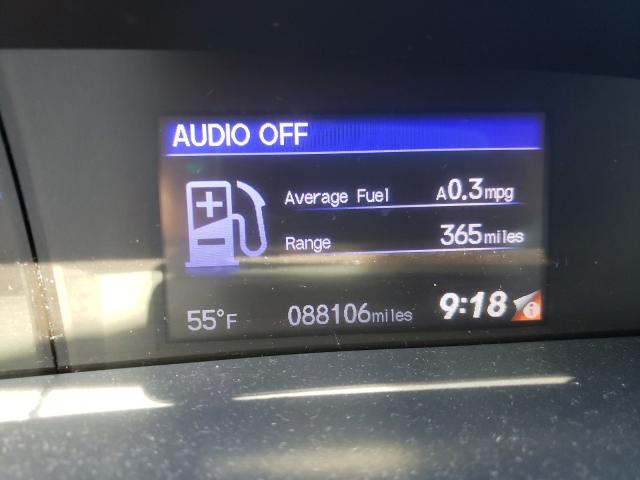 AUDIO OFF
Average Fuel A0.3mpg
Range 365miles
55°F 088106miles 9:18 i